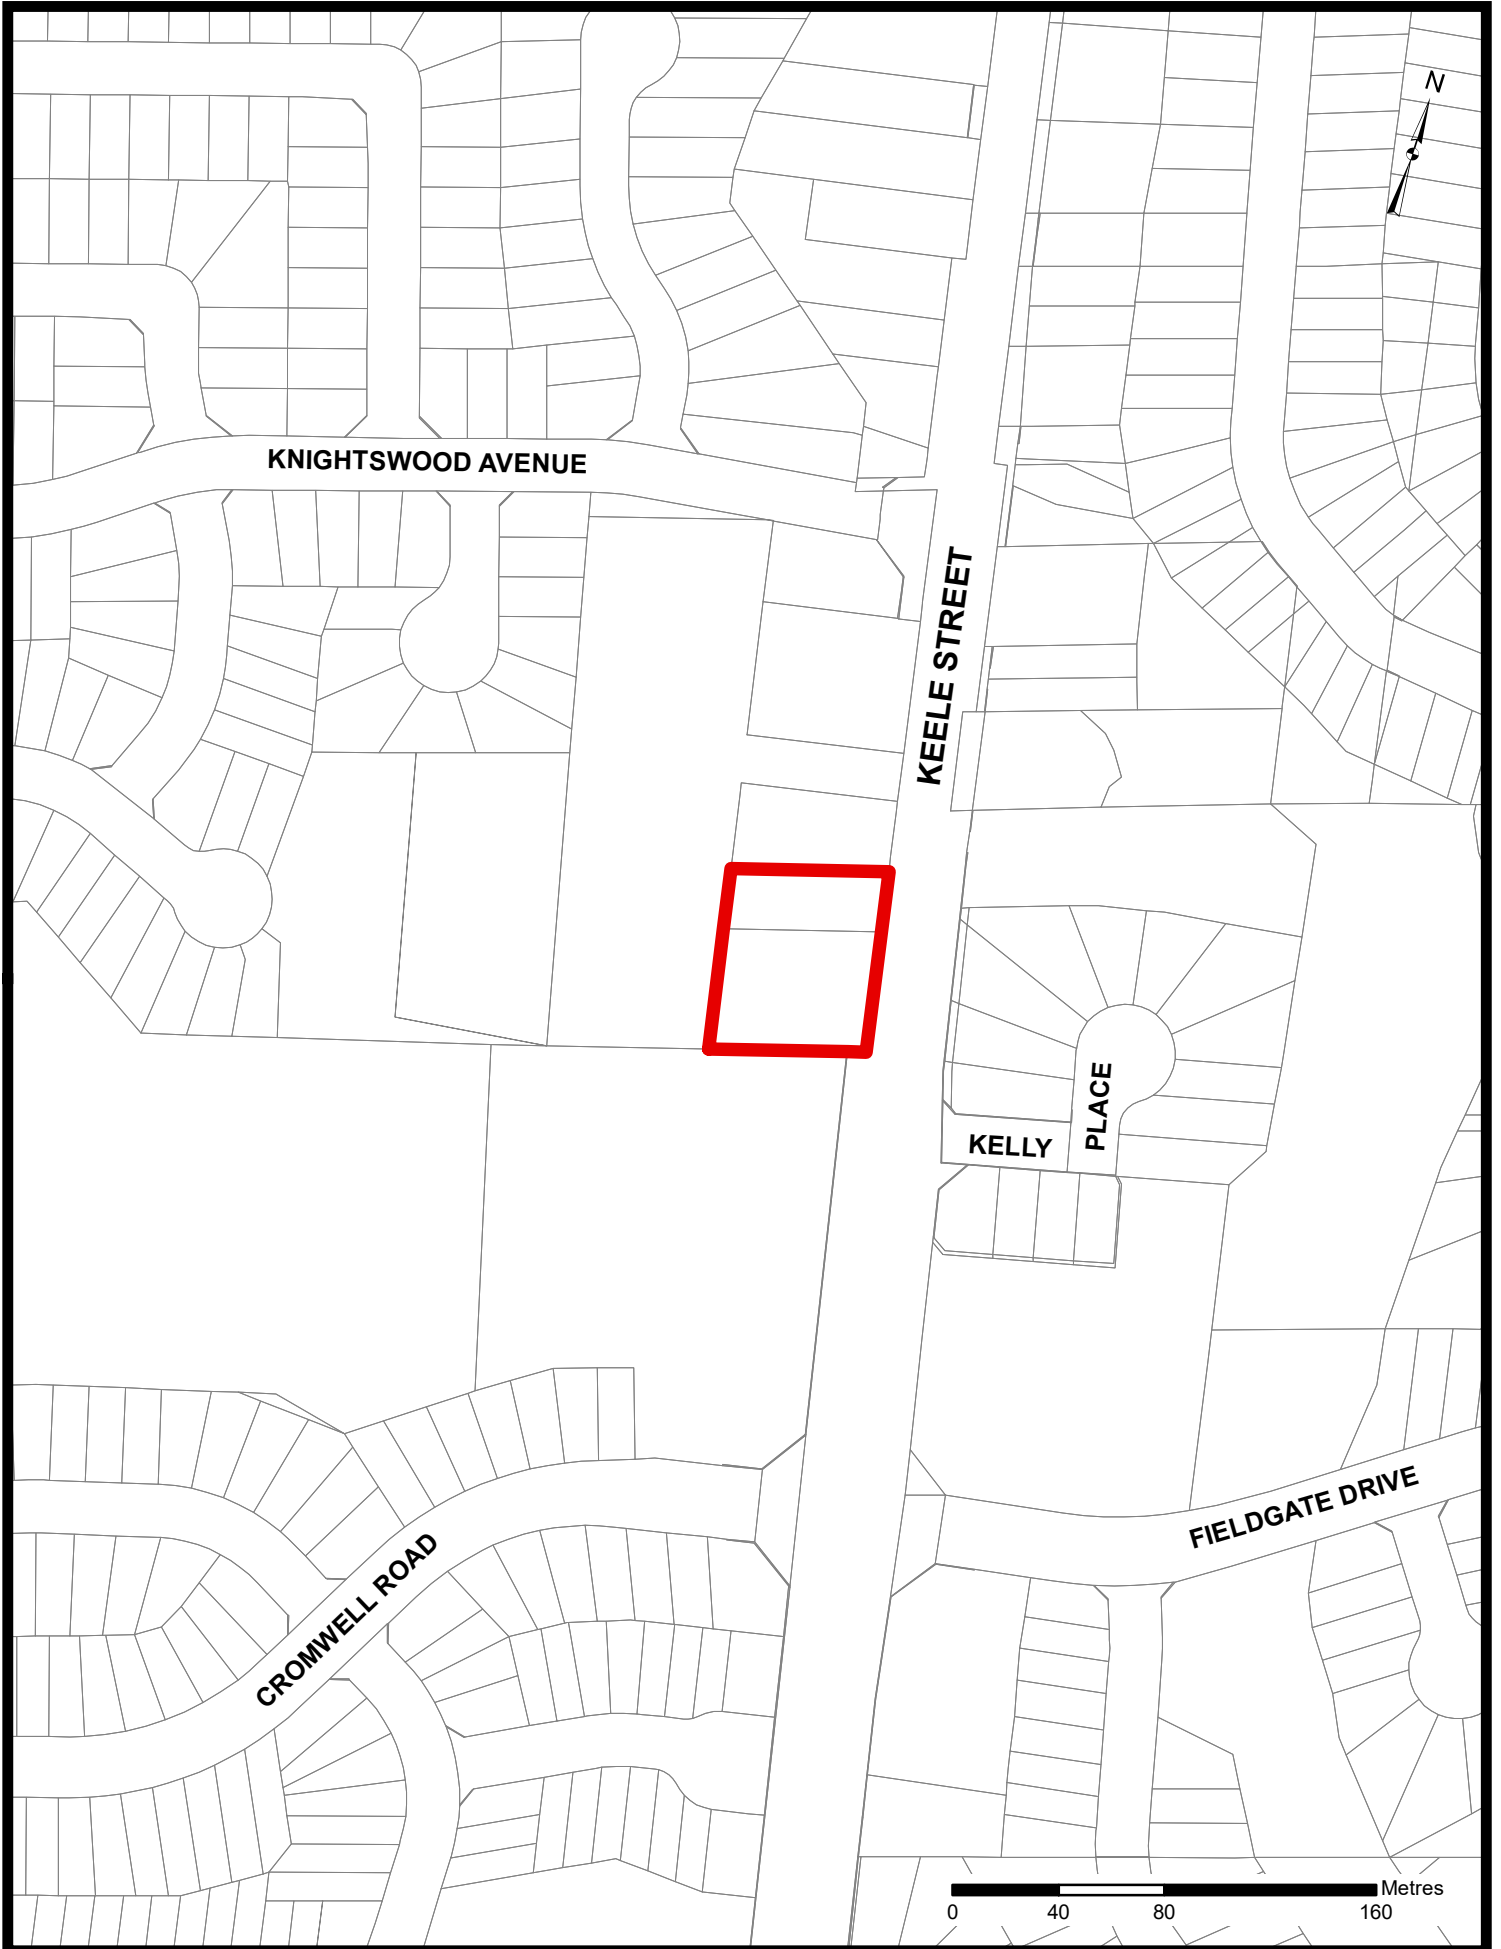 N
KNIGHTSWOOD AVENUE
KEELE STREET
PLACE
KELLY
FIELDGATE DRIVE
CROMWELL ROAD
Metres
0 40 80 160